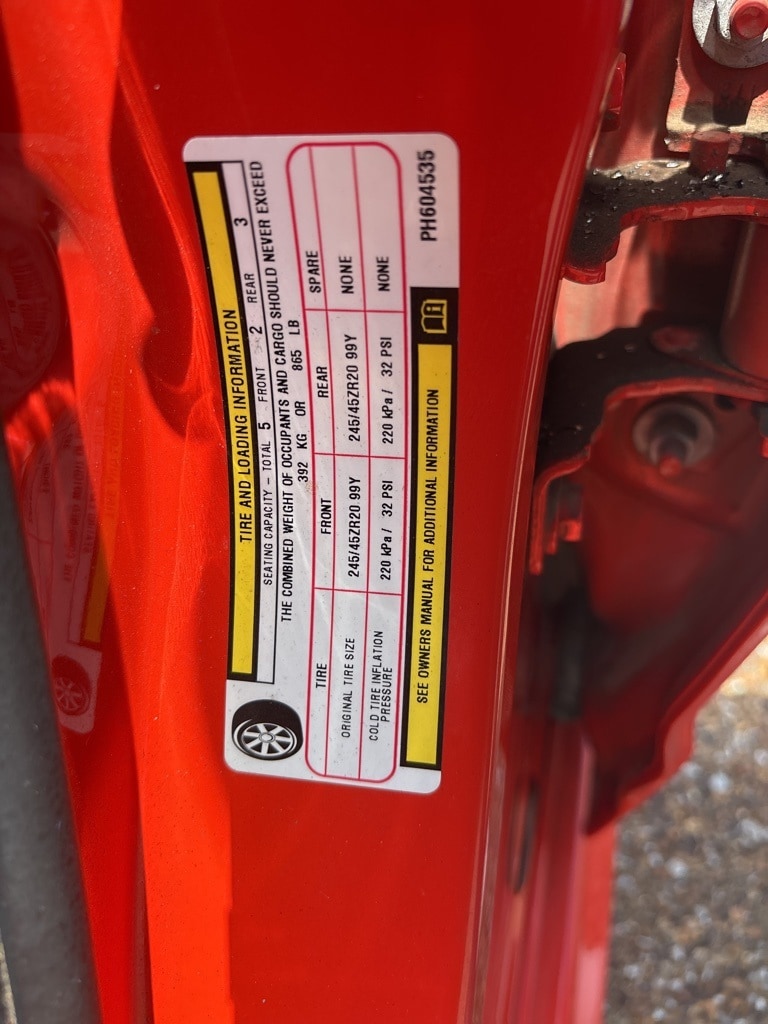 TIRE AND LOADING INFORMATION
SEATING CAPACITY - TOTAL 5 FRONT 2 REAR 3
THE COMBINED WEIGHT OF OCCUPANTS AND CARGO SHOULD NEVER EXCEED
392 KG OR 865 LB
TIRE FRONT REAR SPARE
ORIGINAL TIRE SIZE 245/45ZR20 99Y 245/45ZR20 99Y NONE
COLD TIRE INFLATION PRESSURE 220 kPa / 32 PSI 220 kPa / 32 PSI NONE
SEE OWNERS MANUAL FOR ADDITIONAL INFORMATION
PH604535